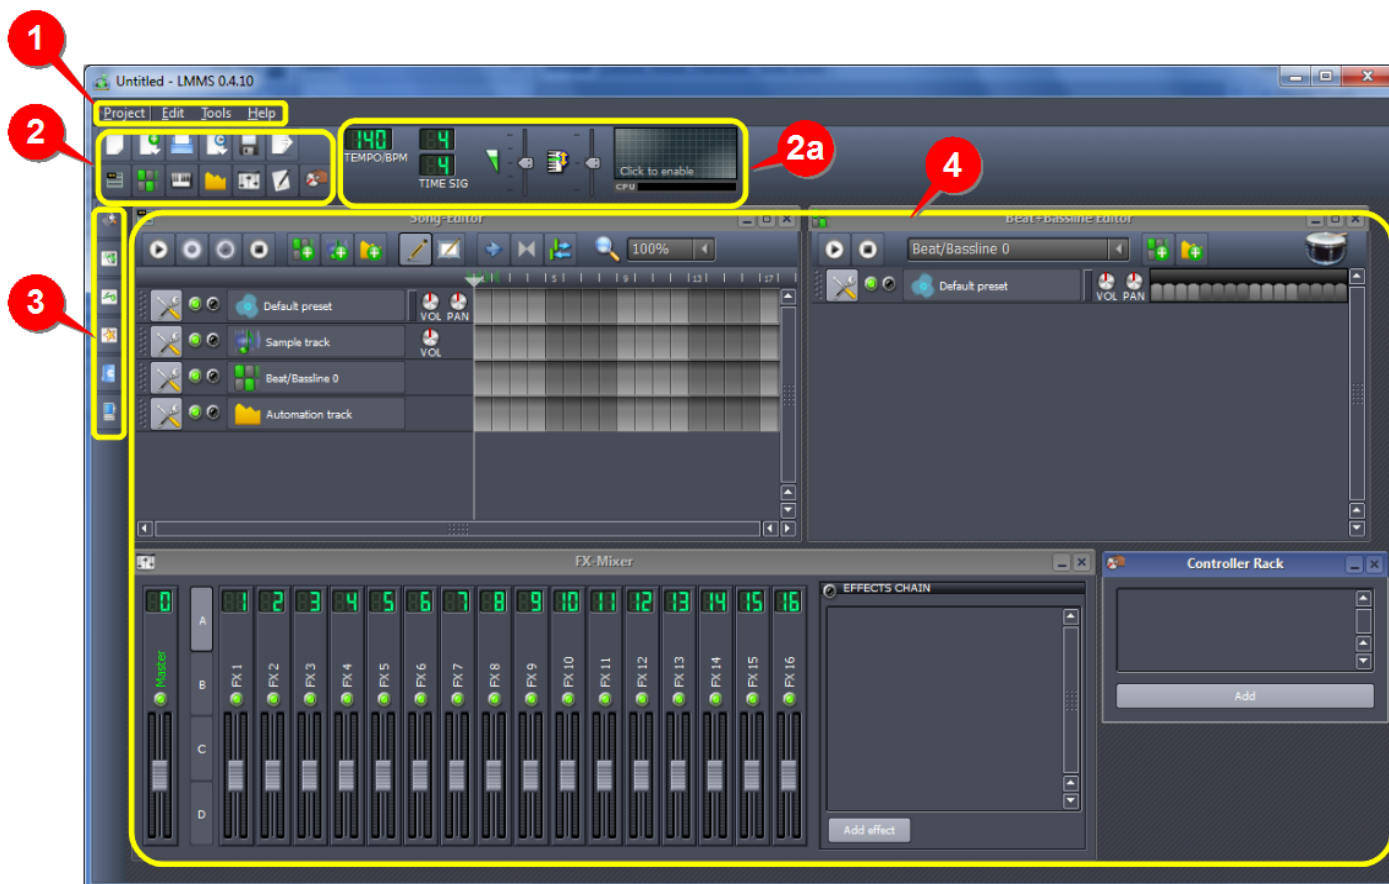 1
Untitled - LMMS 0.4.10
Project Edit Tools Help
2
140
TEMPO/BPM
4
4
TIME SIG
Click to enable
CPU
2a
4
Song-Editor
Beat+Bassline Editor
100%
Beat/Bassline 0
5 9 13 17
3
Default preset
VOL PAN
Default preset
VOL PAN
Sample track
VOL
Beat/Bassline 0
Automation track
FX-Mixer
Controller Rack
0 1 2 3 4 5 6 7 8 9 10 11 12 13 14 15 16
Master
A
B
C
D
FX 1
FX 2
FX 3
FX 4
FX 5
FX 6
FX 7
FX 8
FX 9
FX 10
FX 11
FX 12
FX 13
FX 14
FX 15
FX 16
EFFECTS CHAIN
Add effect
Add